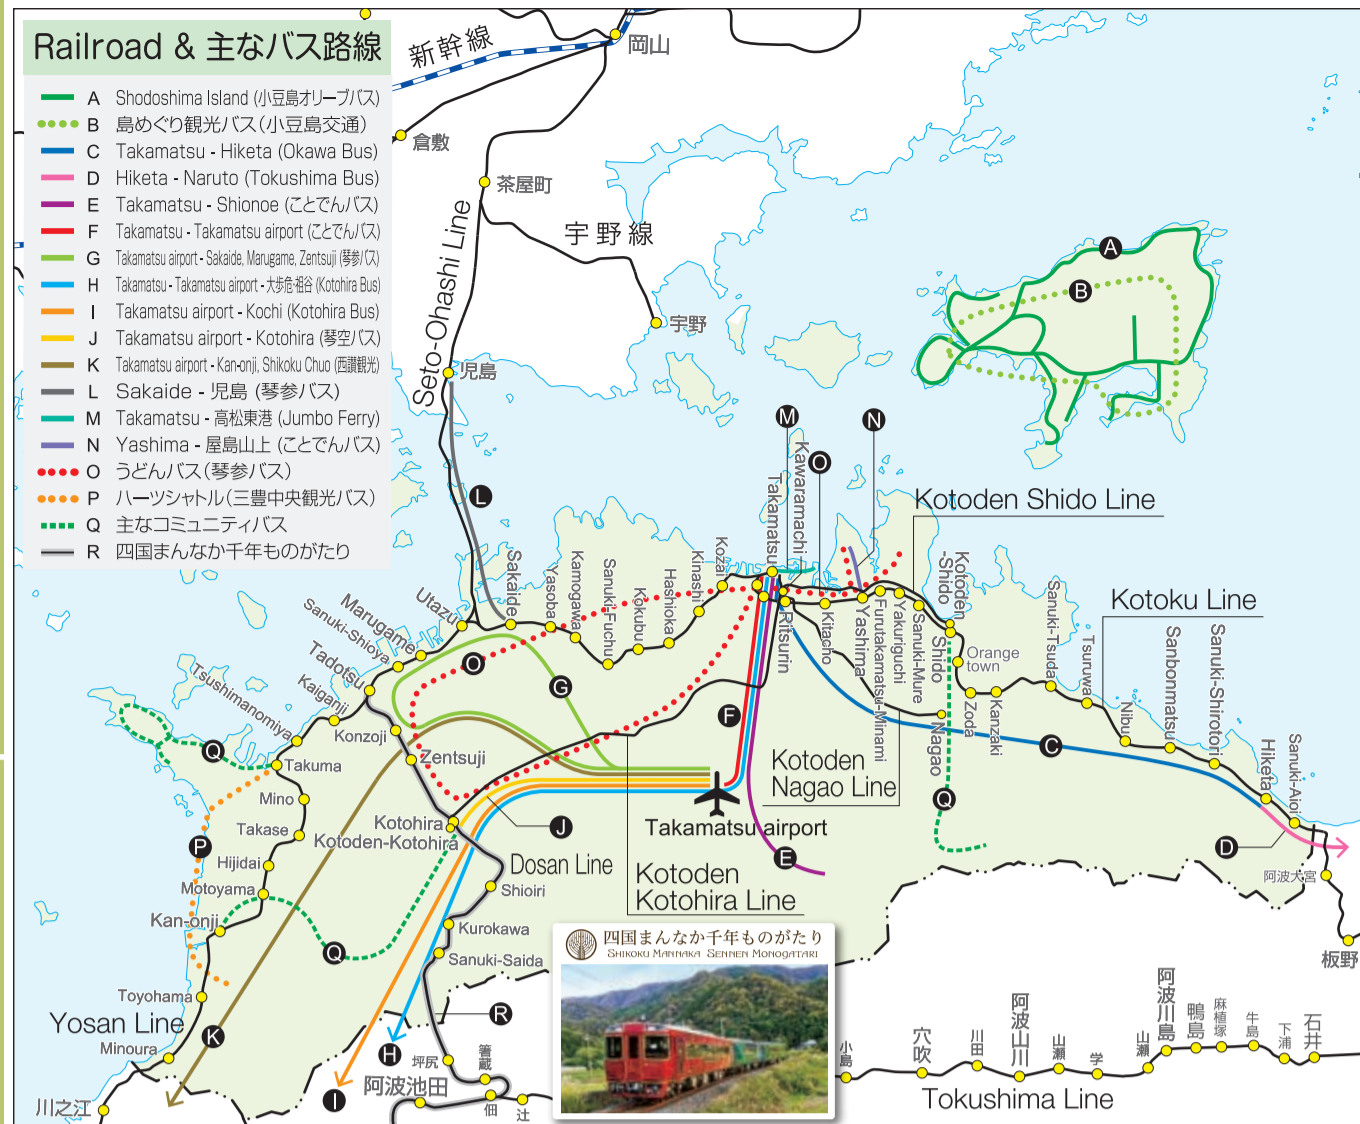 Railroad & 主なバス路線
A Shodoshima Island (小豆島オリーブバス)
B 島めぐり観光バス(小豆島交通)
C Takamatsu - Hiketa (Okawa Bus)
D Hiketa - Naruto (Tokushima Bus)
E Takamatsu - Shionoe (ことでんバス)
F Takamatsu - Takamatsu airport (ことでんバス)
G Takamatsu airport - Sakaide, Marugame, Zentsuji (琴参バス)
H Takamatsu - Takamatsu airport - 大歩危・祖谷 (Kotohira Bus)
I Takamatsu airport - Kochi (Kotohira Bus)
J Takamatsu airport - Kotohira (琴空バス)
K Takamatsu airport - Kan-onji, Shikoku Chuo (西讃観光)
L Sakaide - 児島 (琴参バス)
M Takamatsu - 高松東港 (Jumbo Ferry)
N Yashima - 屋島山上 (ことでんバス)
O うどんバス(琴参バス)
P ハーツシャトル(三豊中央観光バス)
Q 主なコミュニティバス
R 四国まんなか千年ものがたり
新幹線
岡山
倉敷
茶屋町
宇野線
宇野
Seto-Ohashi Line
児島
A
B
L
M
N
O
Kawaramachi
Takamatsu
Kotoden Shido Line
Kotoku Line
Utazu
Marugame
Sanuki-Shioya
Tadotsu
Kaiganji
Tsushimanomiya
Sakaide
Yasoba
Kamogawa
Sanuki-Fuchu
Kokubu
Hashioka
Kinashi
Kozai
Ritsurin
Kitacho
Yashima
Furutakamatsu-Minami
Yakuriguchi
Sanuki-Mure
Shido
Kotoden
-Shido
Orange
town
Zoda
Kanzaki
Sanuki-Tsuda
Tsuruwa
Nibu
Sanbonmatsu
Sanuki-Shirotori
Hiketa
Sanuki-Aioi
Nagao
O
G
F
C
Q
Q
Konzoji
Zentsuji
Takuma
Mino
Takase
Hijidai
Motoyama
Kan-onji
Toyohama
Yosan Line
Minoura
川之江
P
K
Q
Kotohira
Kotoden-Kotohira
J
Takamatsu airport
Kotoden
Nagao Line
E
D
Kotoden
Kotohira Line
Dosan Line
Shioiri
Kurokawa
Sanuki-Saida
R
H
I
坪尻
箸蔵
阿波池田
佃
辻
四国まんなか千年ものがたり
SHIKOKU MANNAKA SENNEN MONOGATARI
阿波大宮
板野
小島
穴吹
川田
阿波山川
山瀬
学
山瀬
阿波川島
鴨島
麻植塚
牛島
下浦
石井
Tokushima Line